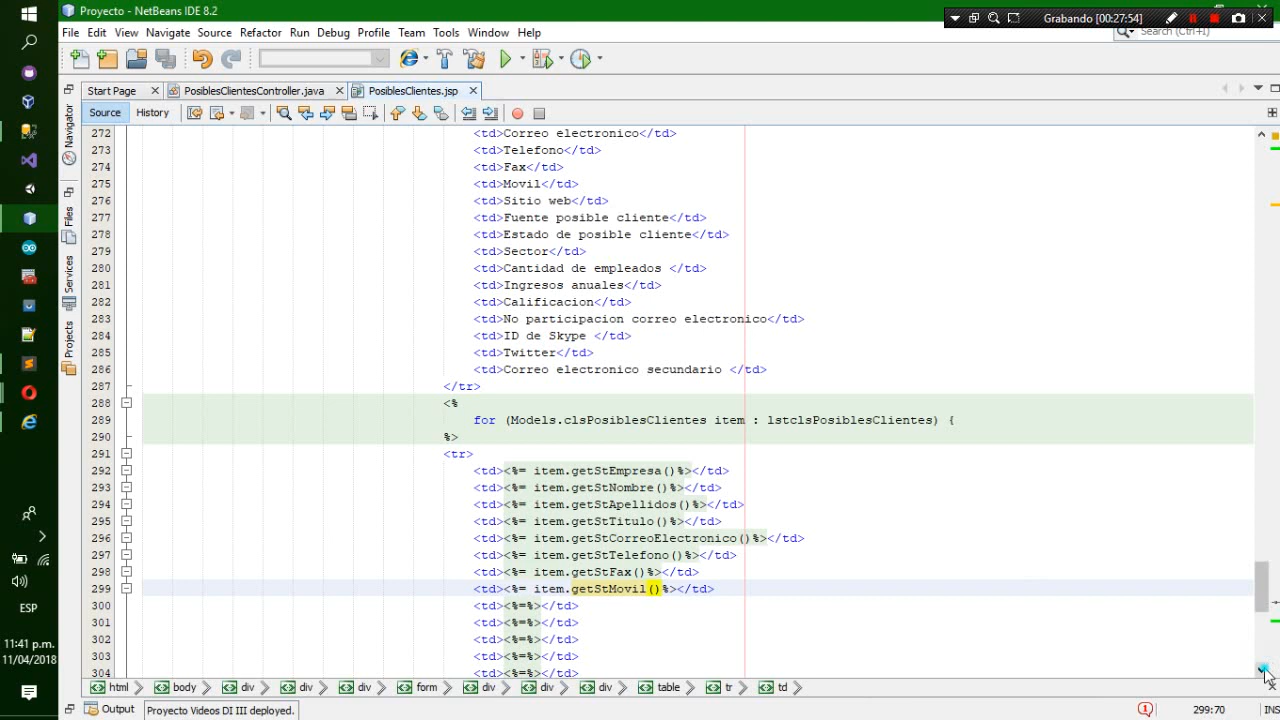 Proyecto - NetBeans IDE 8.2
Grabando [00:27:54]
File Edit View Navigate Source Refactor Run Debug Profile Team Tools Window Help
Search (Ctrl+I)
Start Page PosiblesClientesController.java PosiblesClientes.jsp
Source History
Navigator
Files
Services
Projects
272 <td>Correo electronico</td>
273 <td>Telefono</td>
274 <td>Fax</td>
275 <td>Movil</td>
276 <td>Sitio web</td>
277 <td>Fuente posible cliente</td>
278 <td>Estado de posible cliente</td>
279 <td>Sector</td>
280 <td>Cantidad de empleados </td>
281 <td>Ingresos anuales</td>
282 <td>Calificacion</td>
283 <td>No participacion correo electronico</td>
284 <td>ID de Skype </td>
285 <td>Twitter</td>
286 <td>Correo electronico secundario </td>
287 </tr>
288 <%
289 for (Models.clsPosiblesClientes item : lstclsPosiblesClientes) {
290 %>
291 <tr>
292 <td><%= item.getStEmpresa()%></td>
293 <td><%= item.getStNombre()%></td>
294 <td><%= item.getStApellidos()%></td>
295 <td><%= item.getStTitulo()%></td>
296 <td><%= item.getStCorreoElectronico()%></td>
297 <td><%= item.getStTelefono()%></td>
298 <td><%= item.getStFax()%></td>
299 <td><%= item.getStMovil()%></td>
300 <td><%=%></td>
301 <td><%=%></td>
302 <td><%=%></td>
303 <td><%=%></td>
304 <td><%=%></td>
html body div div div form div div div table tr td
Output Proyecto Videos DI III deployed. 299:70 INS
ESP
11:41 p.m.
11/04/2018